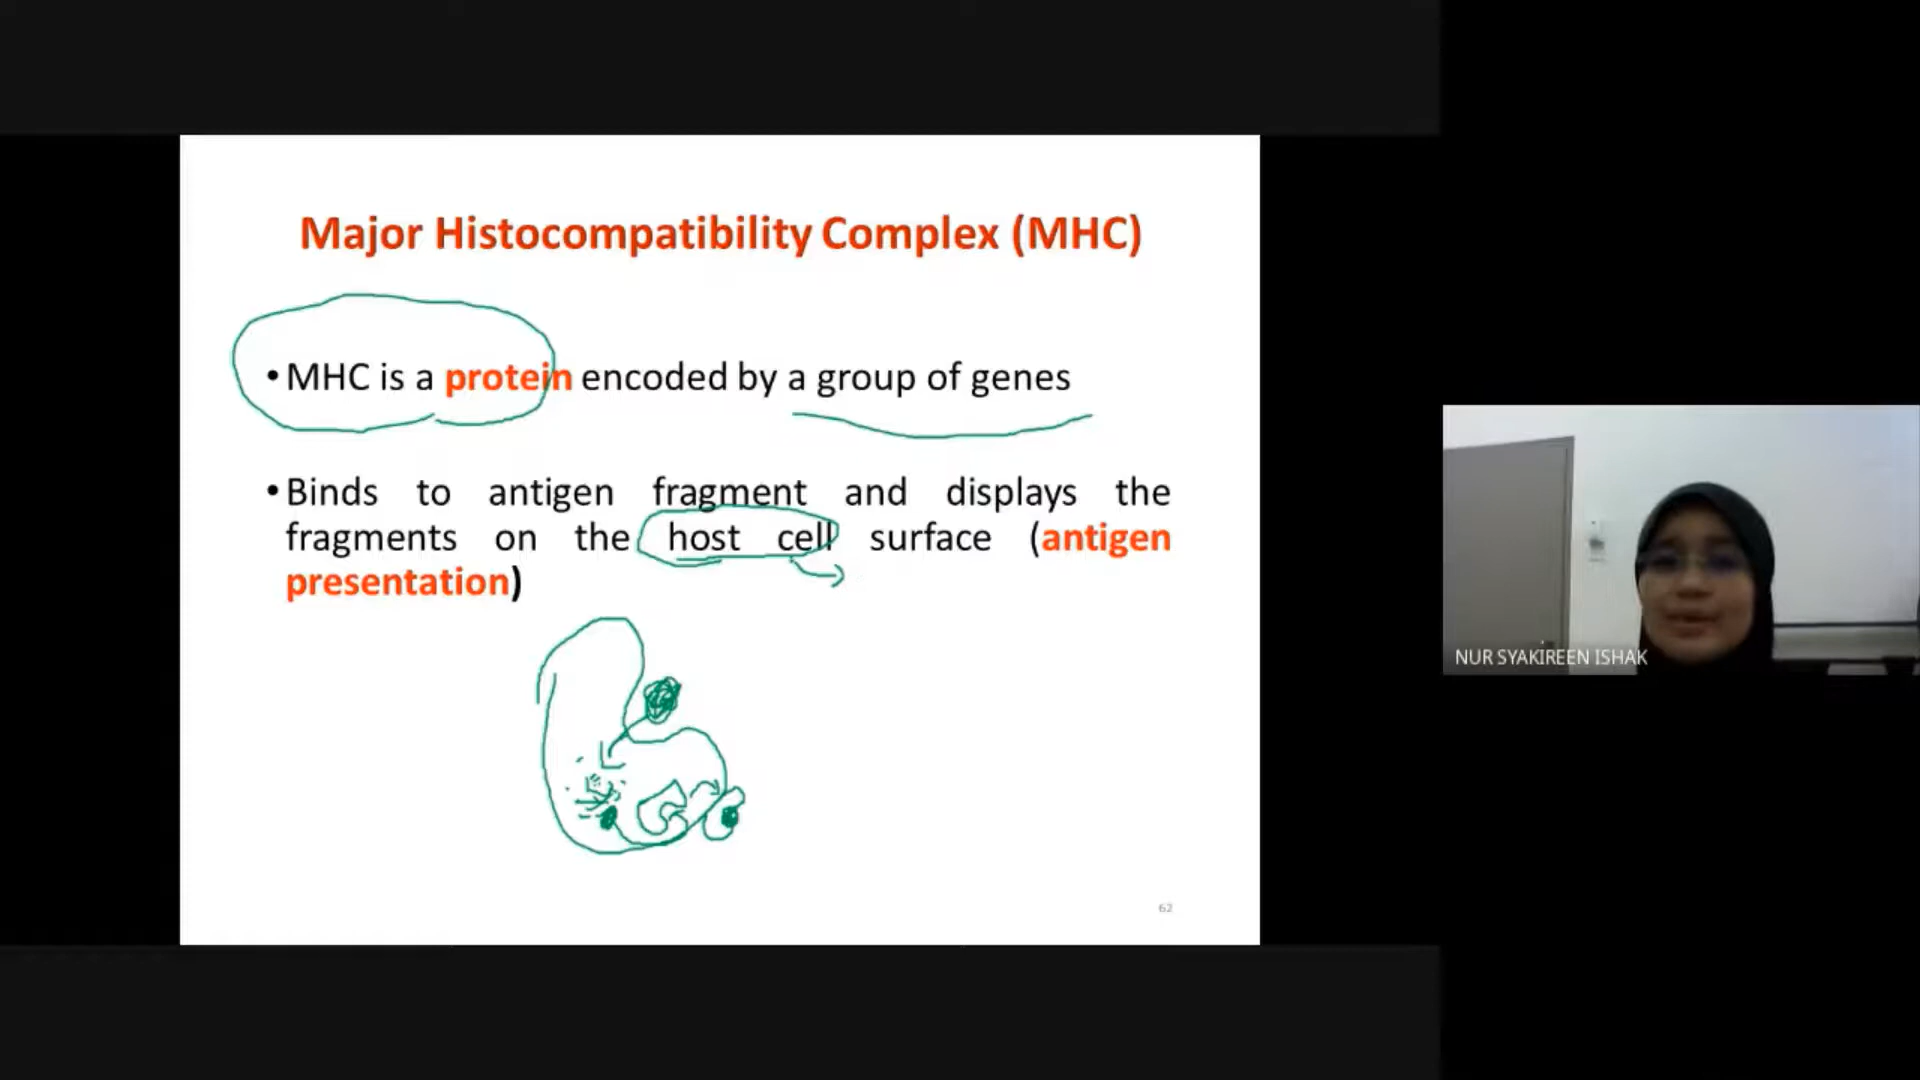 Major Histocompatibility Complex (MHC)
• MHC is a protein encoded by a group of genes
• Binds to antigen fragment and displays the
fragments on the host cell surface (antigen
presentation)
62
NUR SYAKIREEN ISHAK